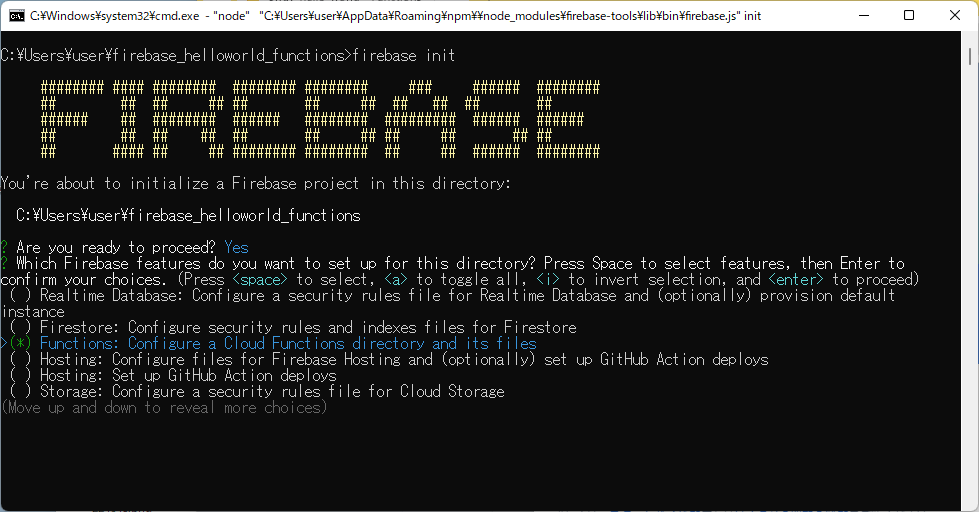 C:¥Windows¥system32¥cmd.exe - "node" "C:¥Users¥user¥AppData¥Roaming¥npm¥¥node_modules¥firebase-tools¥lib¥bin¥firebase.js" init
C:¥Users¥user¥firebase_helloworld_functions>firebase init
FIREBASE
You're about to initialize a Firebase project in this directory:
C:¥Users¥user¥firebase_helloworld_functions
? Are you ready to proceed? Yes
? Which Firebase features do you want to set up for this directory? Press Space to select features, then Enter to
confirm your choices. (Press <space> to select, <a> to toggle all, <i> to invert selection, and <enter> to proceed)
( ) Realtime Database: Configure a security rules file for Realtime Database and (optionally) provision default
instance
( ) Firestore: Configure security rules and indexes files for Firestore
>(*) Functions: Configure a Cloud Functions directory and its files
( ) Hosting: Configure files for Firebase Hosting and (optionally) set up GitHub Action deploys
( ) Hosting: Set up GitHub Action deploys
( ) Storage: Configure a security rules file for Cloud Storage
(Move up and down to reveal more choices)